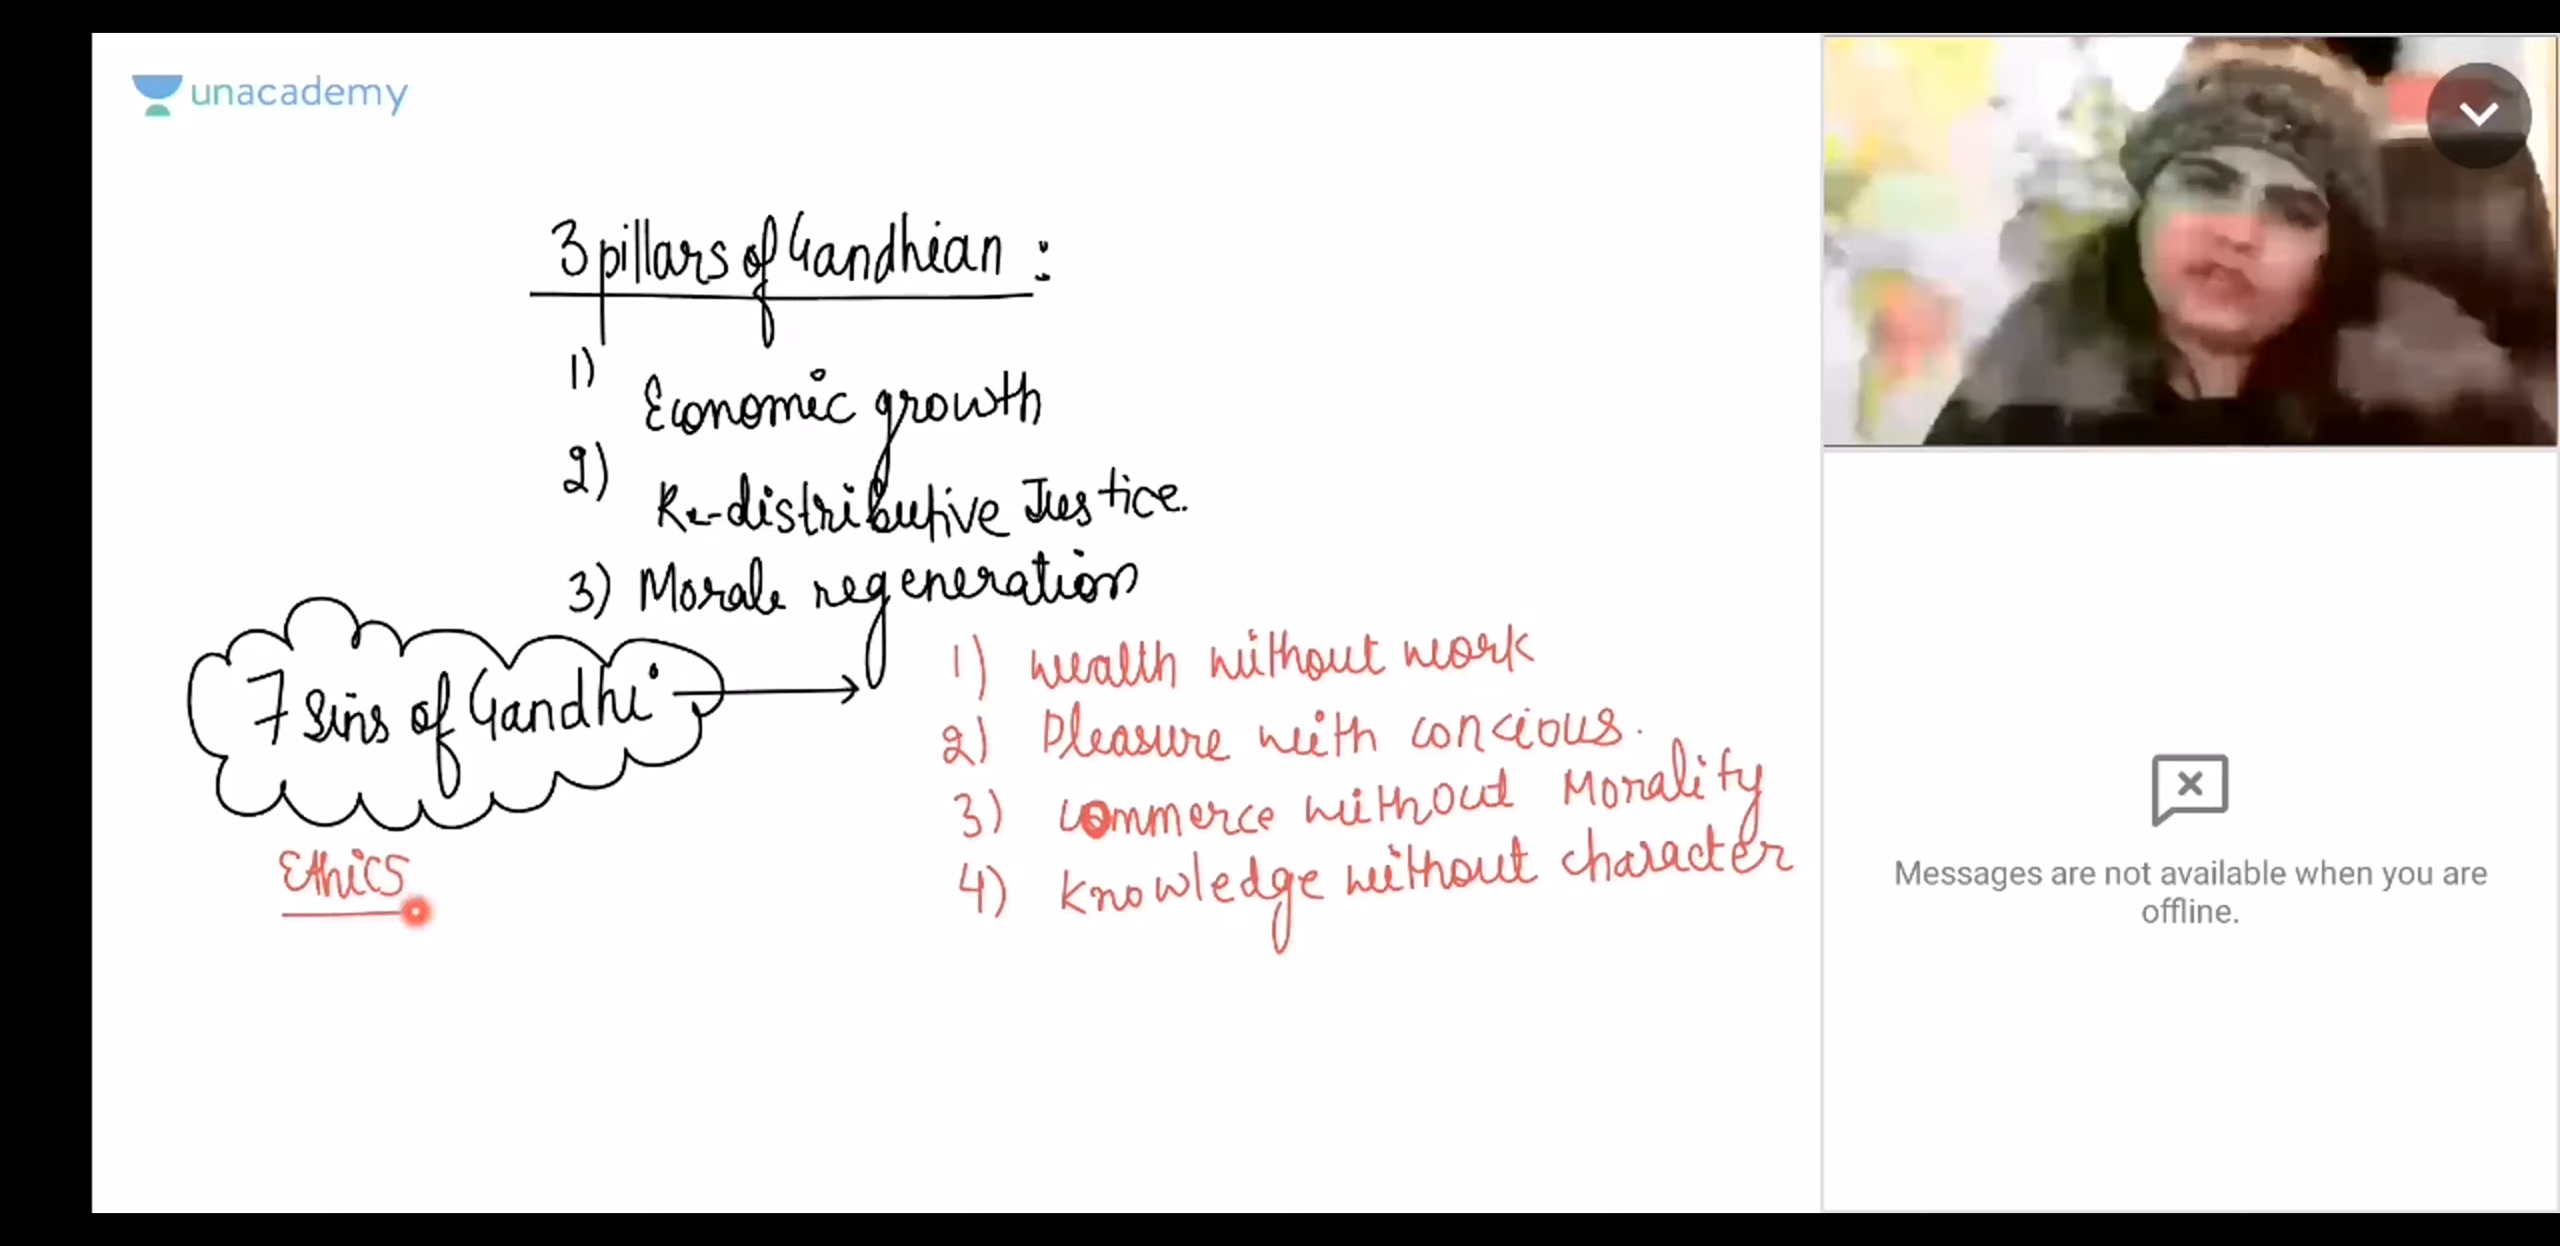 unacademy
3 pillars of Gandhian :
1) Economic growth
2) Re-distributive Justice.
3) Morale regeneration
7 Sins of Gandhi
1) wealth without work
2) Pleasure with concious.
3) commerce without Morality
4) knowledge without character
Ethics
Messages are not available when you are
offline.